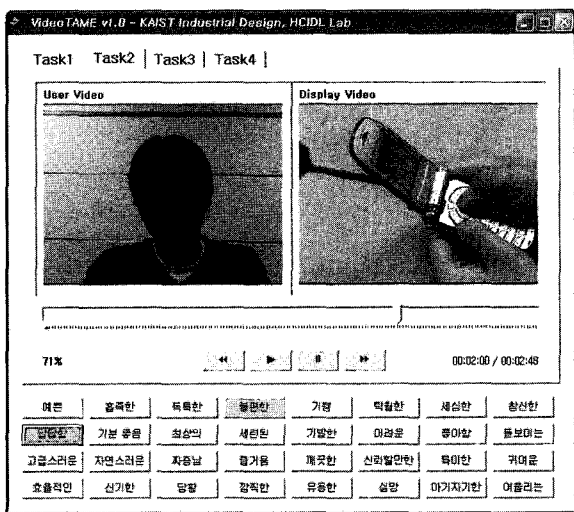 VideoTAME v1.0 - KAIST Industrial Design, HCIDL Lab
Task1 Task2 | Task3 | Task4 |
User Video Display Video
71% 00:02:00 / 00:02:48
예쁜 흡족한 독특한 불편한 기쁨 탁월한 세심한 참신한
기분 좋음 최상의 세련된 기발한 어려운 좋아함 돋보이는
고급스러운 자연스러운 짜증남 즐거움 깨끗한 신뢰할만한 특이한 귀여운
효율적인 신기한 당황 깜찍한 유용한 실망 아기자기한 어울리는